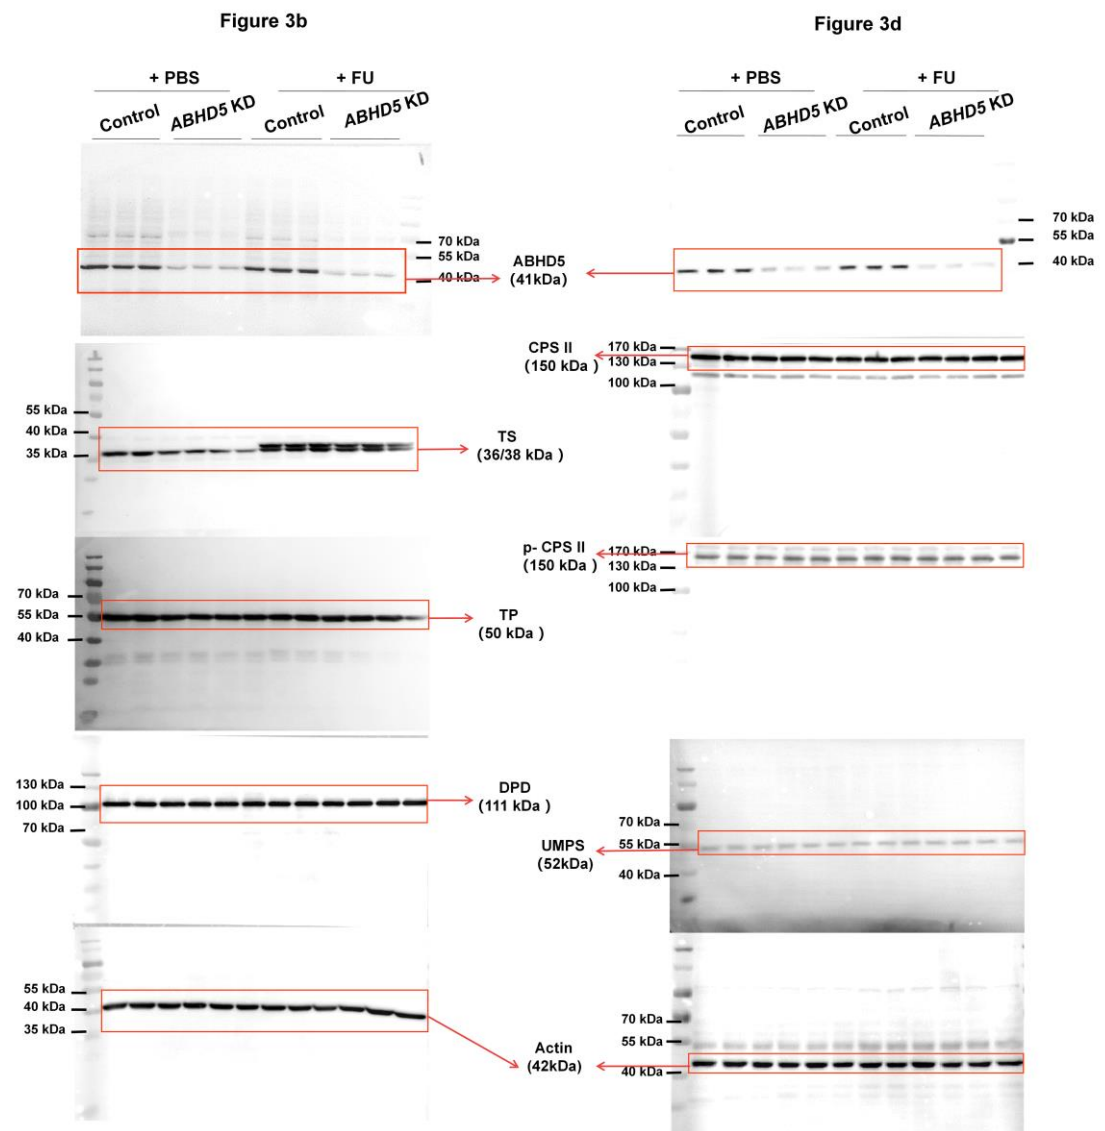 Figure 3b
+ PBS
+ FU
Control
ABHD5 KD
Control
ABHD5 KD
70 kDa
55 kDa
40 kDa
ABHD5
(41kDa)
55 kDa
40 kDa
35 kDa
TS
(36/38 kDa )
70 kDa
55 kDa
40 kDa
TP
(50 kDa )
130 kDa
100 kDa
70 kDa
DPD
(111 kDa )
55 kDa
40 kDa
35 kDa
Actin
(42kDa)
Figure 3d
+ PBS
+ FU
Control
ABHD5 KD
Control
ABHD5 KD
70 kDa
55 kDa
40 kDa
CPS II
(150 kDa )
170 kDa
130 kDa
100 kDa
p- CPS II
(150 kDa )
170 kDa
130 kDa
100 kDa
UMPS
(52kDa)
70 kDa
55 kDa
40 kDa
70 kDa
55 kDa
40 kDa